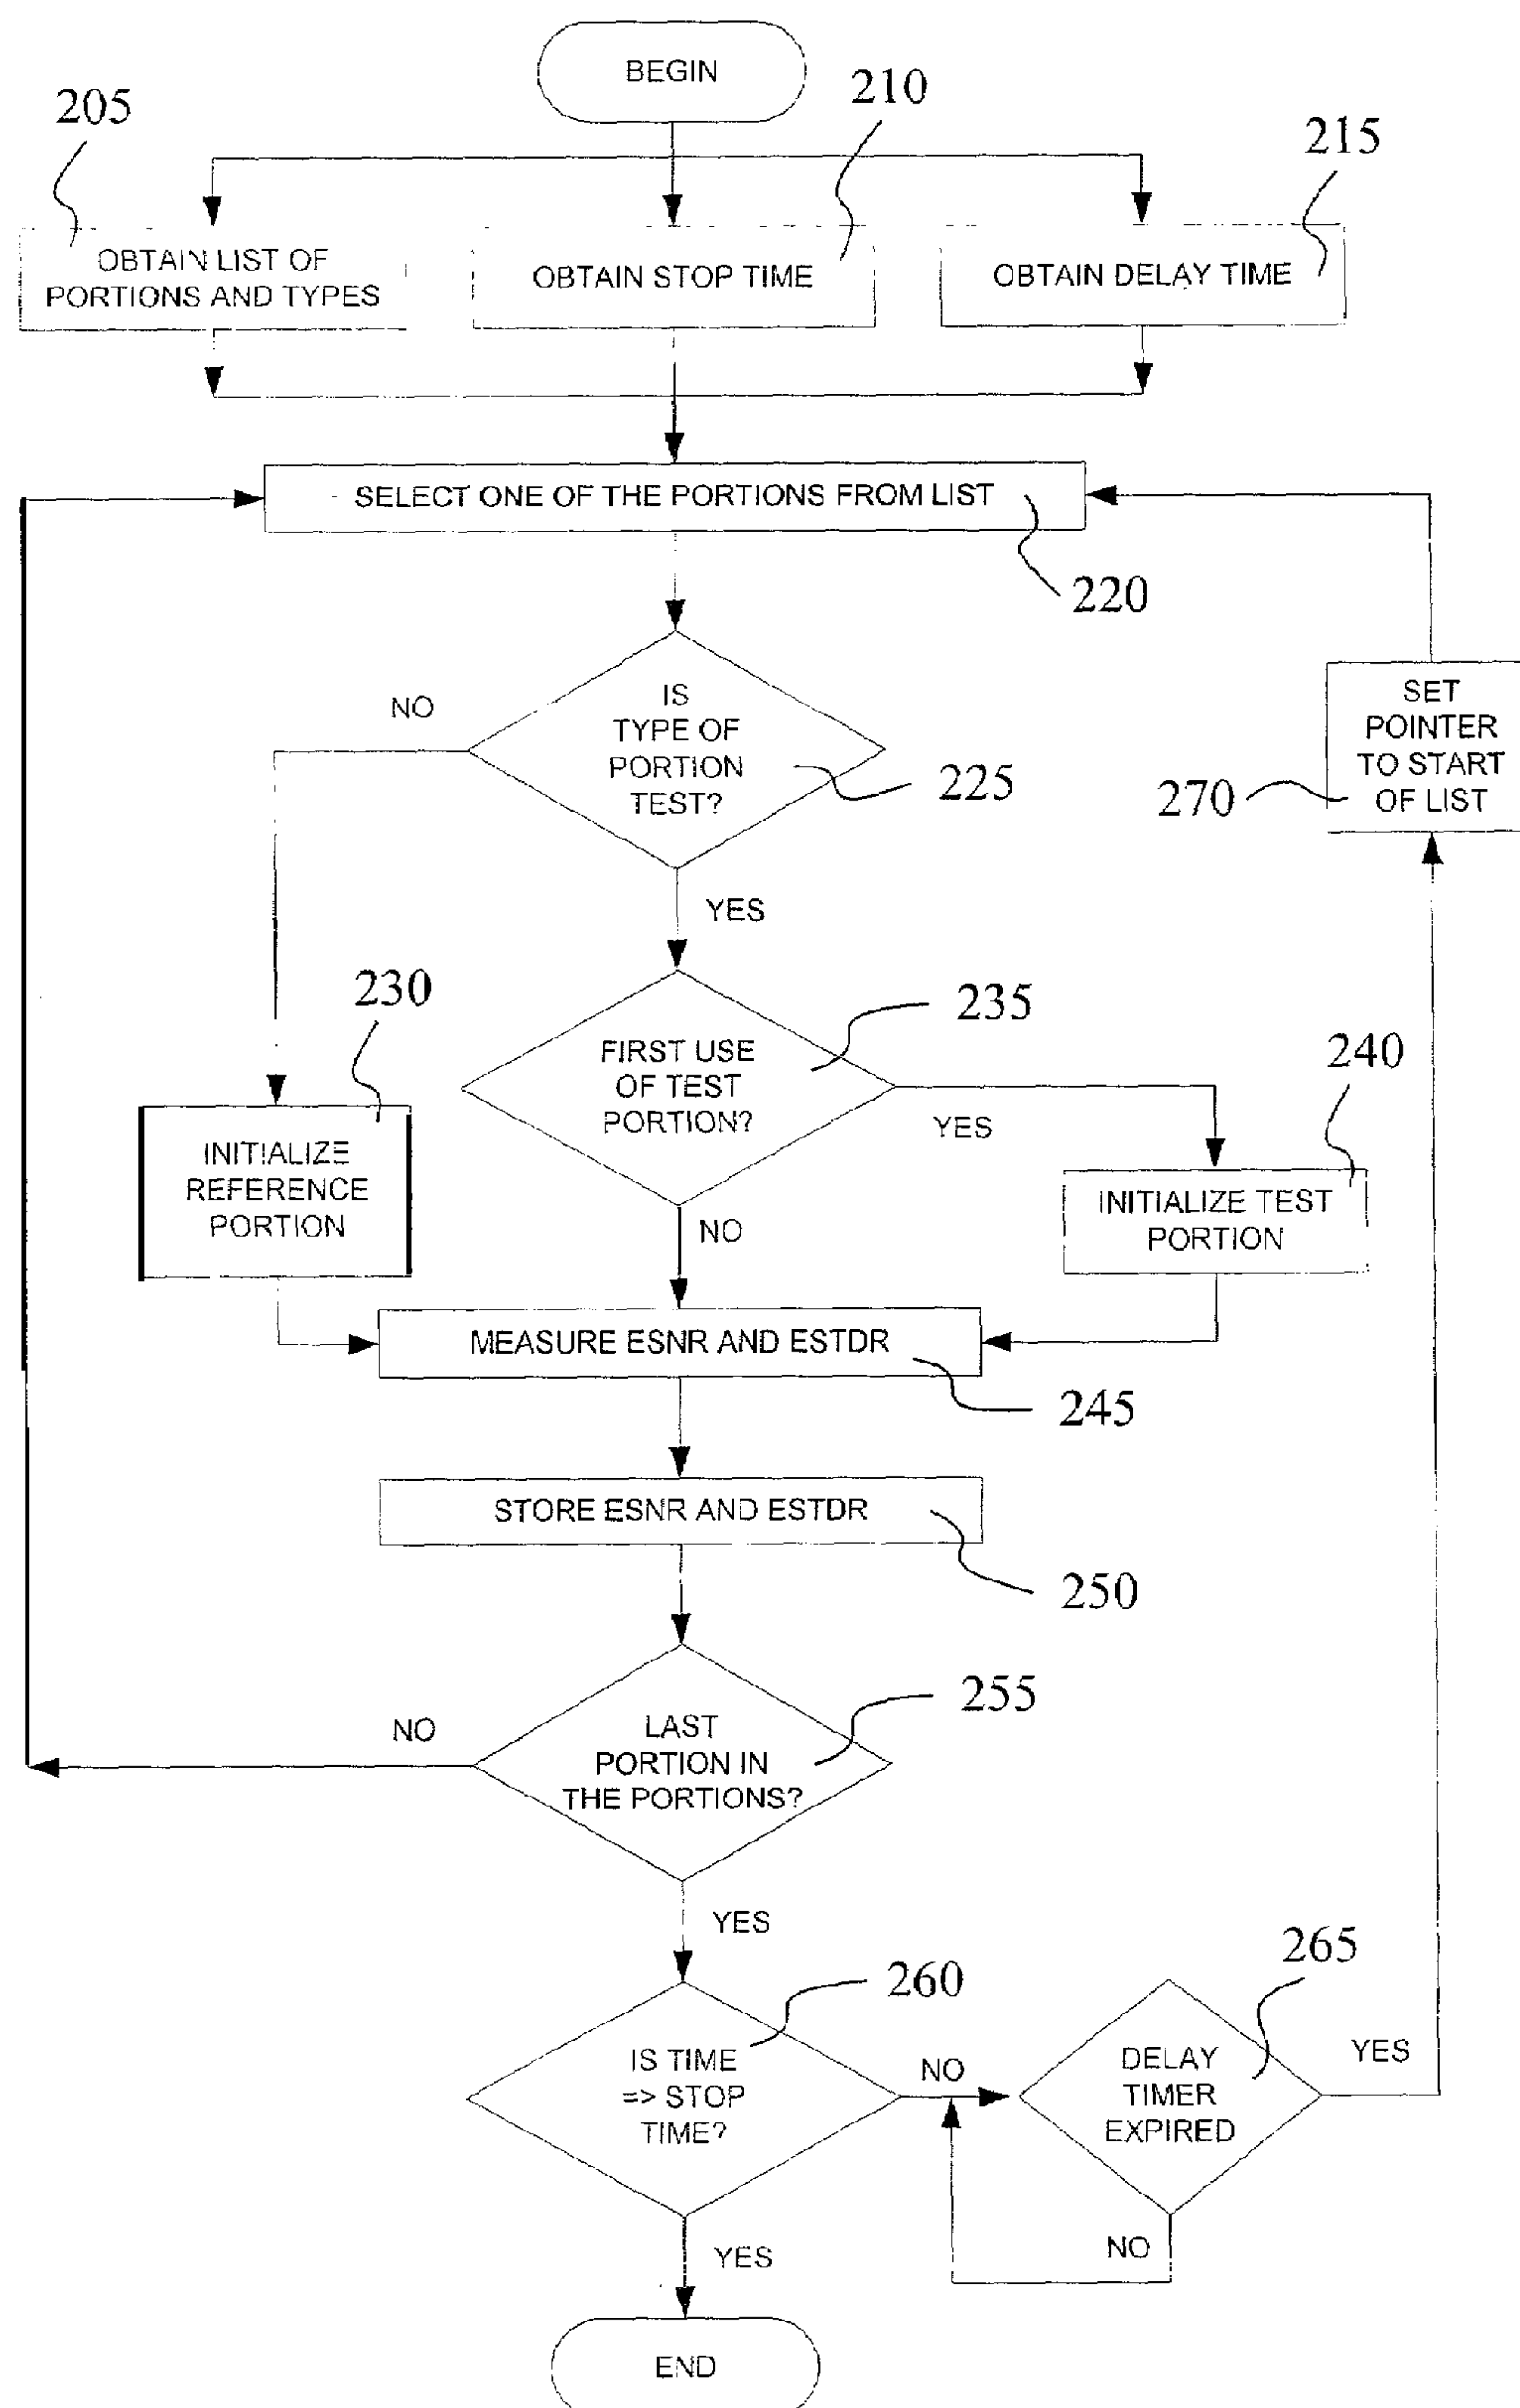 BEGIN
205
210
215
OBTAIN LIST OF
PORTIONS AND TYPES
OBTAIN STOP TIME
OBTAIN DELAY TIME
SELECT ONE OF THE PORTIONS FROM LIST
220
IS
TYPE OF
PORTION
TEST?
NO
225
YES
SET
POINTER
TO START
OF LIST
270
230
FIRST USE
OF TEST
PORTION?
235
YES
NO
240
INITIALIZE
REFERENCE
PORTION
INITIALIZE TEST
PORTION
MEASURE ESNR AND ESTDR
245
STORE ESNR AND ESTDR
250
LAST
PORTION IN
THE PORTIONS?
255
NO
YES
IS TIME
=> STOP
TIME?
260
NO
DELAY
TIMER
EXPIRED
265
YES
NO
YES
END